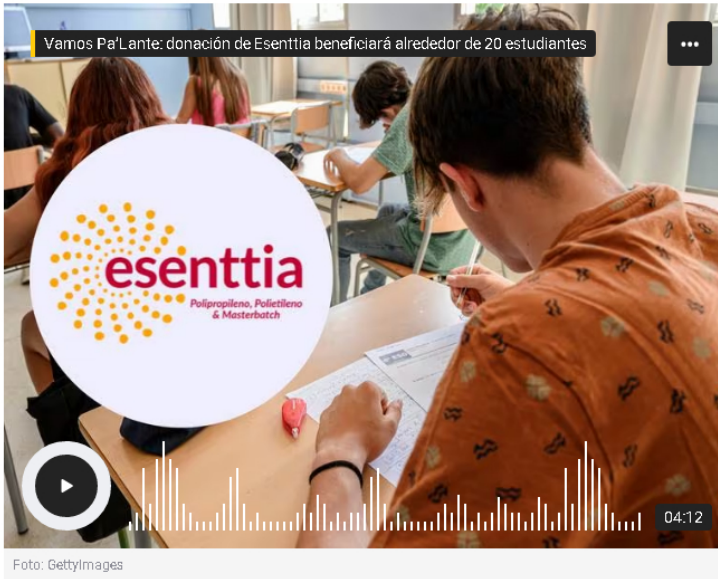 Vamos Pa'Lante: donación de Esenttia beneficiará alrededor de 20 estudiantes
esenttia
Polipropileno, Polietileno
& Masterbatch
04:12
Foto: GettyImages